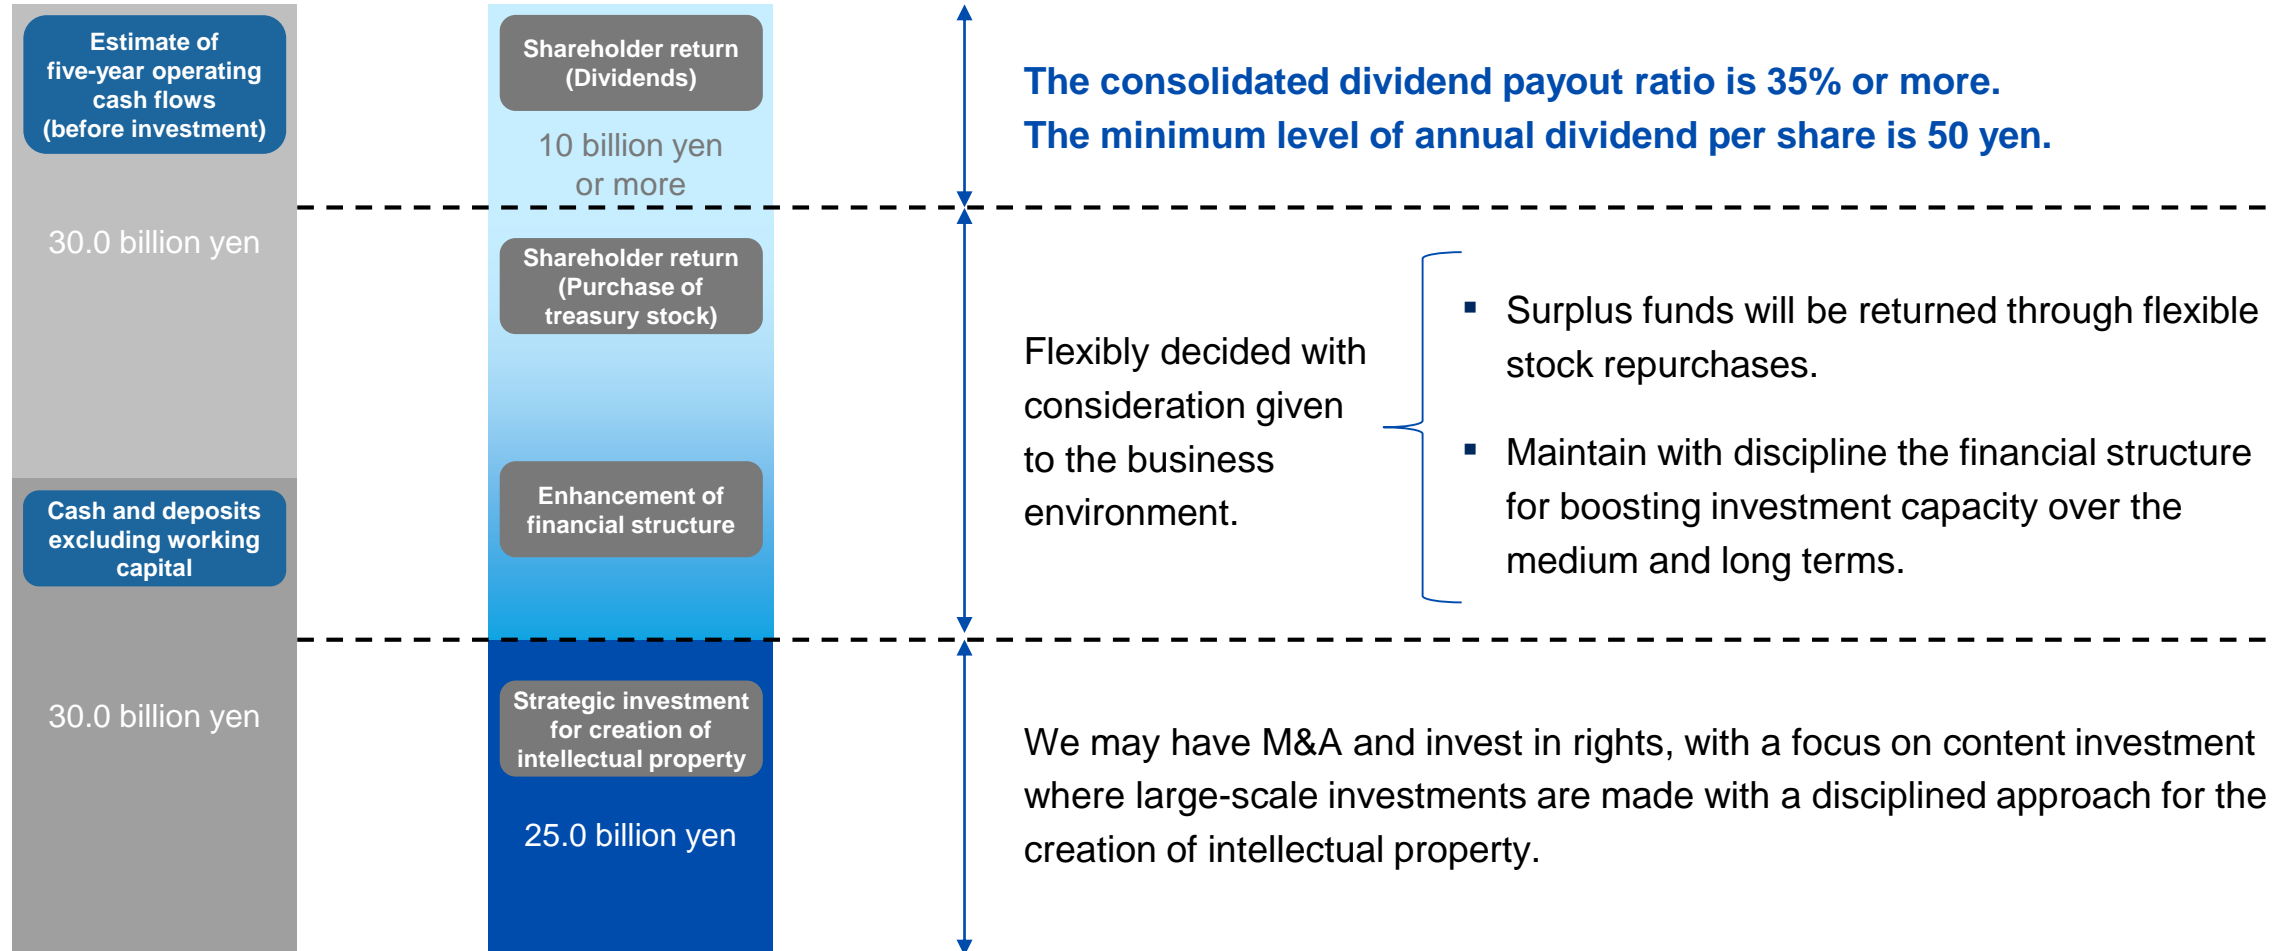 Estimate of
five-year operating
cash flows
(before investment)
30.0 billion yen
Cash and deposits
excluding working
capital
30.0 billion yen
Shareholder return
(Dividends)
10 billion yen
or more
Shareholder return
(Purchase of
treasury stock)
Enhancement of
financial structure
Strategic investment
for creation of
intellectual property
25.0 billion yen
The consolidated dividend payout ratio is 35% or more.
The minimum level of annual dividend per share is 50 yen.
Flexibly decided with
consideration given
to the business
environment.
▪ Surplus funds will be returned through flexible
stock repurchases.
▪ Maintain with discipline the financial structure
for boosting investment capacity over the
medium and long terms.
We may have M&A and invest in rights, with a focus on content investment
where large-scale investments are made with a disciplined approach for the
creation of intellectual property.